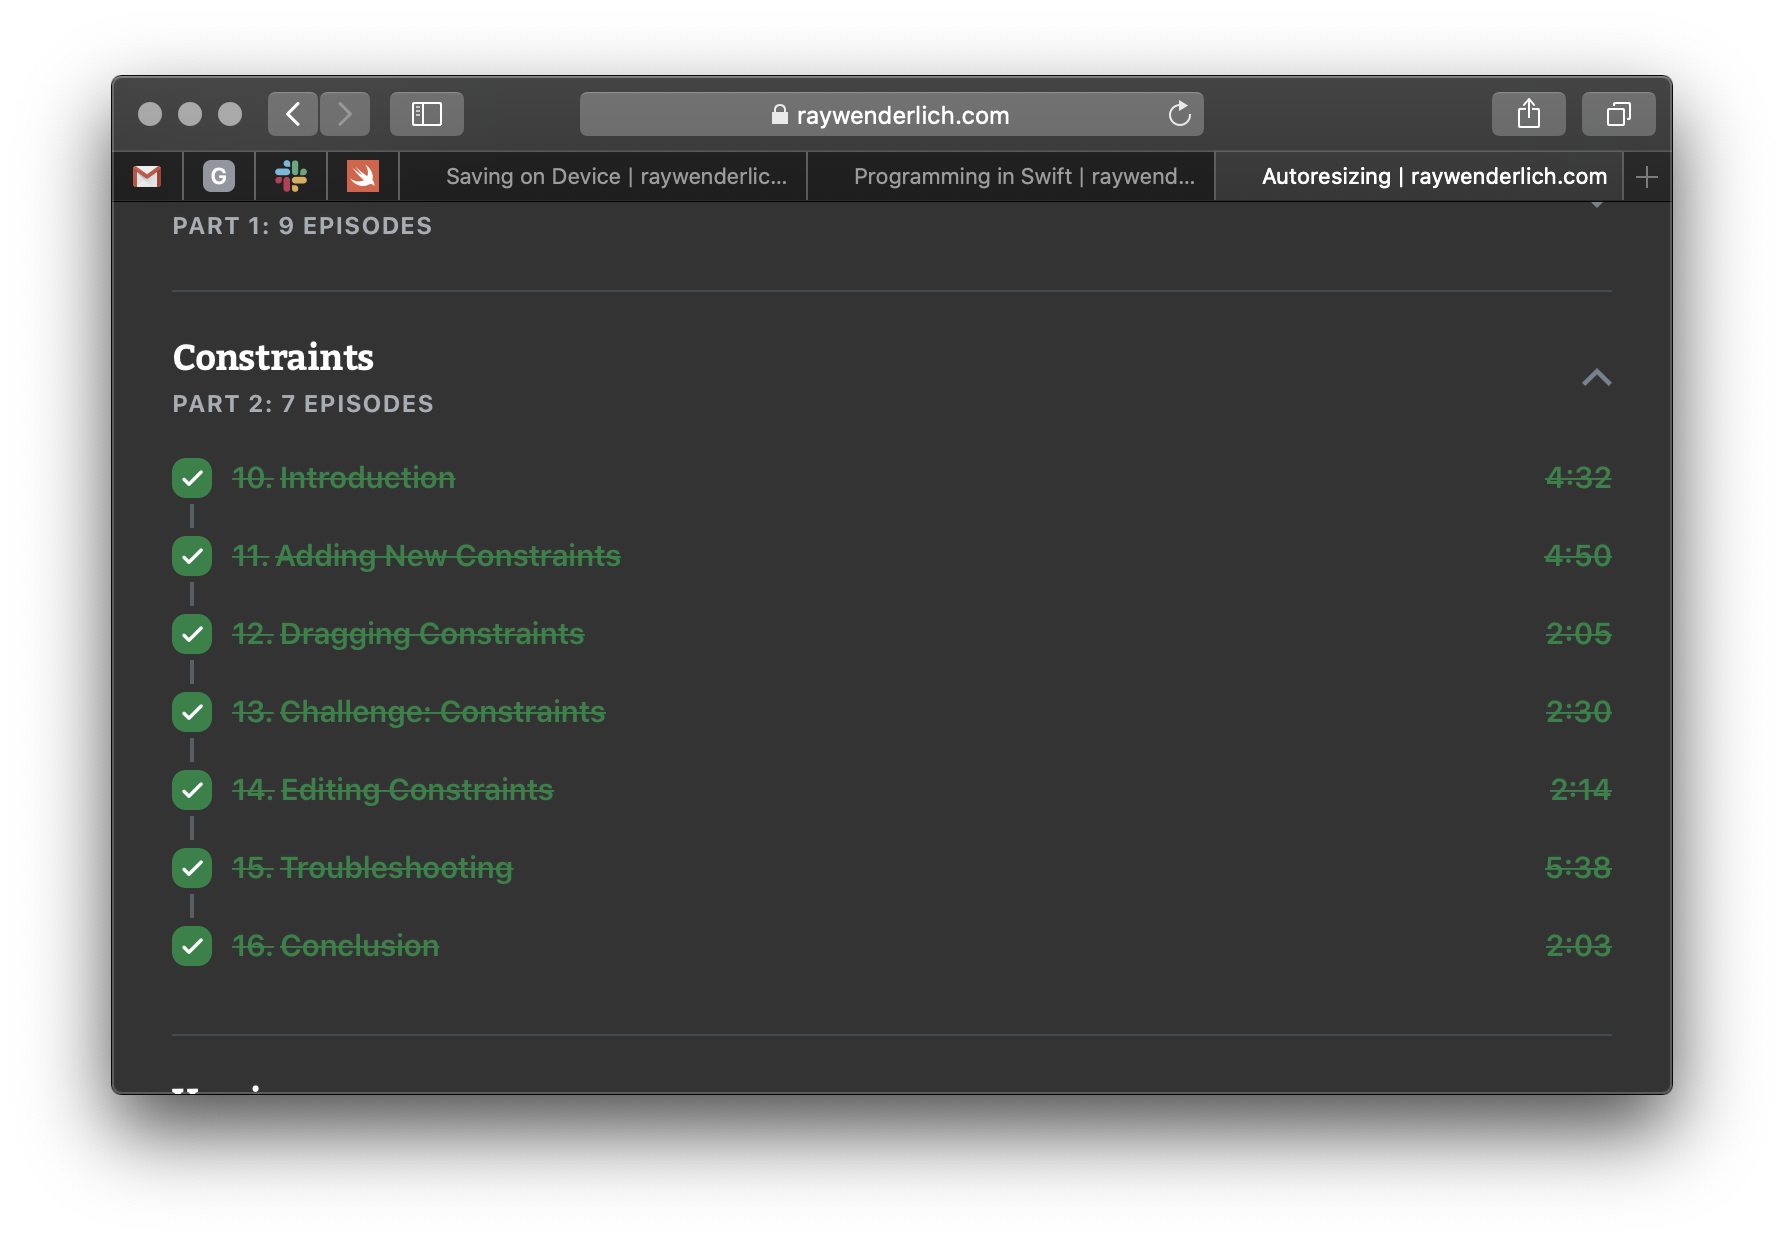 raywenderlich.com
G
Saving on Device | raywenderlic...
Programming in Swift | raywend...
Autoresizing | raywenderlich.com
PART 1: 9 EPISODES
Constraints
PART 2: 7 EPISODES
10. Introduction
4:32
11. Adding New Constraints
4:50
12. Dragging Constraints
2:05
13. Challenge: Constraints
2:30
14. Editing Constraints
2:14
15. Troubleshooting
5:38
16. Conclusion
2:03